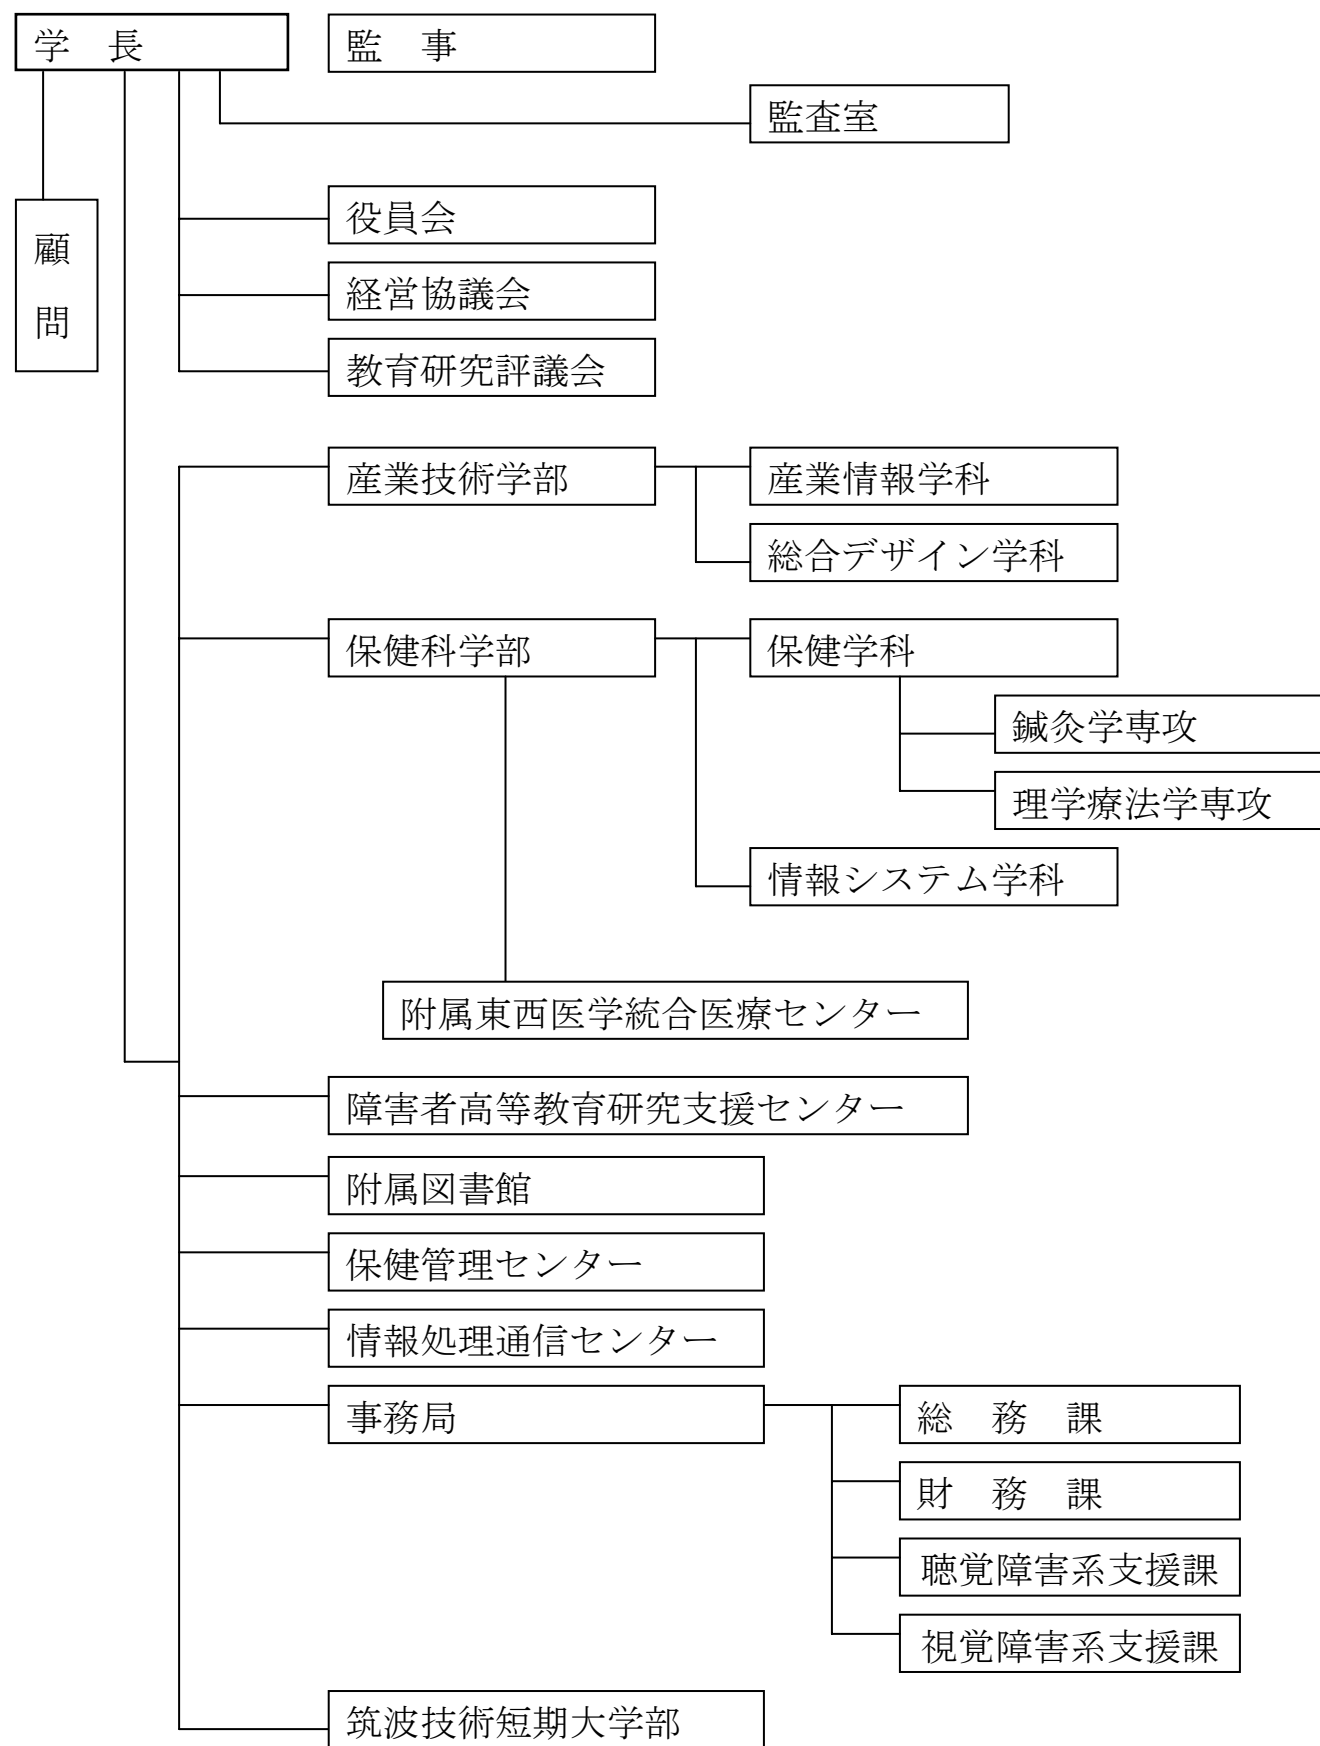 学　長
監　事
監査室
顧問
役員会
経営協議会
教育研究評議会
産業技術学部
産業情報学科
総合デザイン学科
保健科学部
保健学科
鍼灸学専攻
理学療法学専攻
情報システム学科
附属東西医学統合医療センター
障害者高等教育研究支援センター
附属図書館
保健管理センター
情報処理通信センター
事務局
総　務　課
財　務　課
聴覚障害系支援課
視覚障害系支援課
筑波技術短期大学部